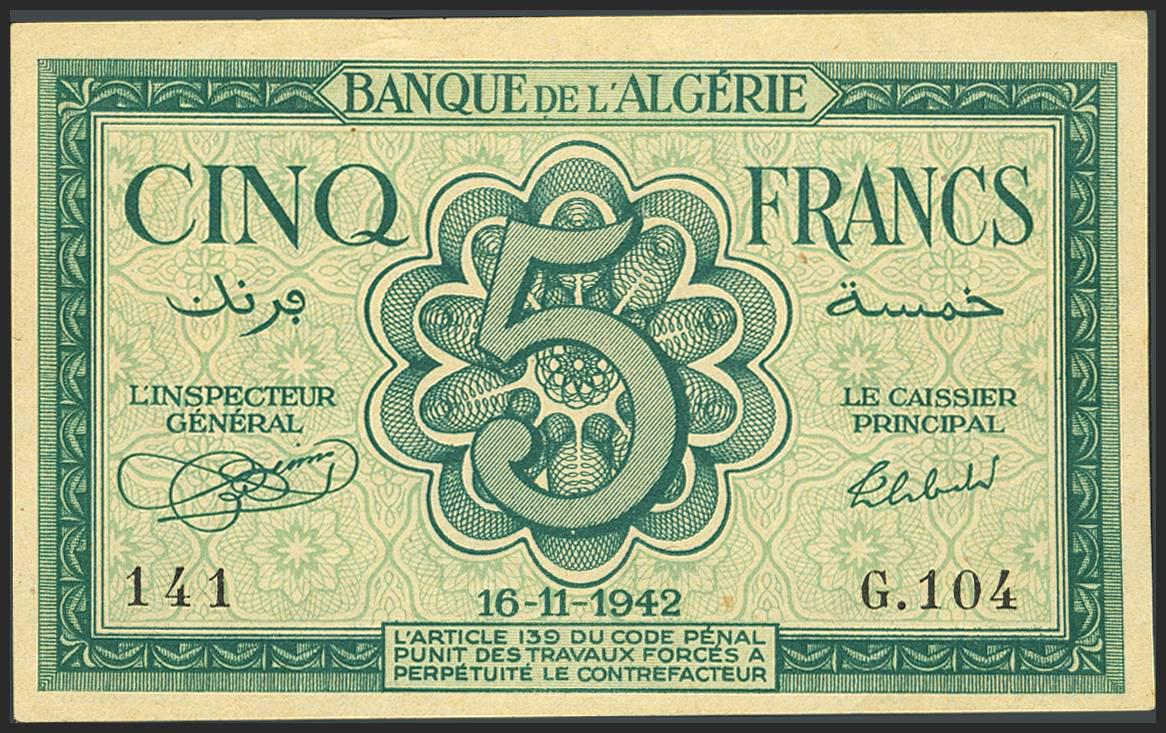 BANQUE DE L'ALGÉRIE
CINQ FRANCS
5
خمسة فرنك
L'INSPECTEUR
GÉNÉRAL
LE CAISSIER
PRINCIPAL
141
G.104
16-11-1942
L'ARTICLE 139 DU CODE PÉNAL
PUNIT DES TRAVAUX FORCÉS A
PERPÉTUITÉ LE CONTREFACTEUR